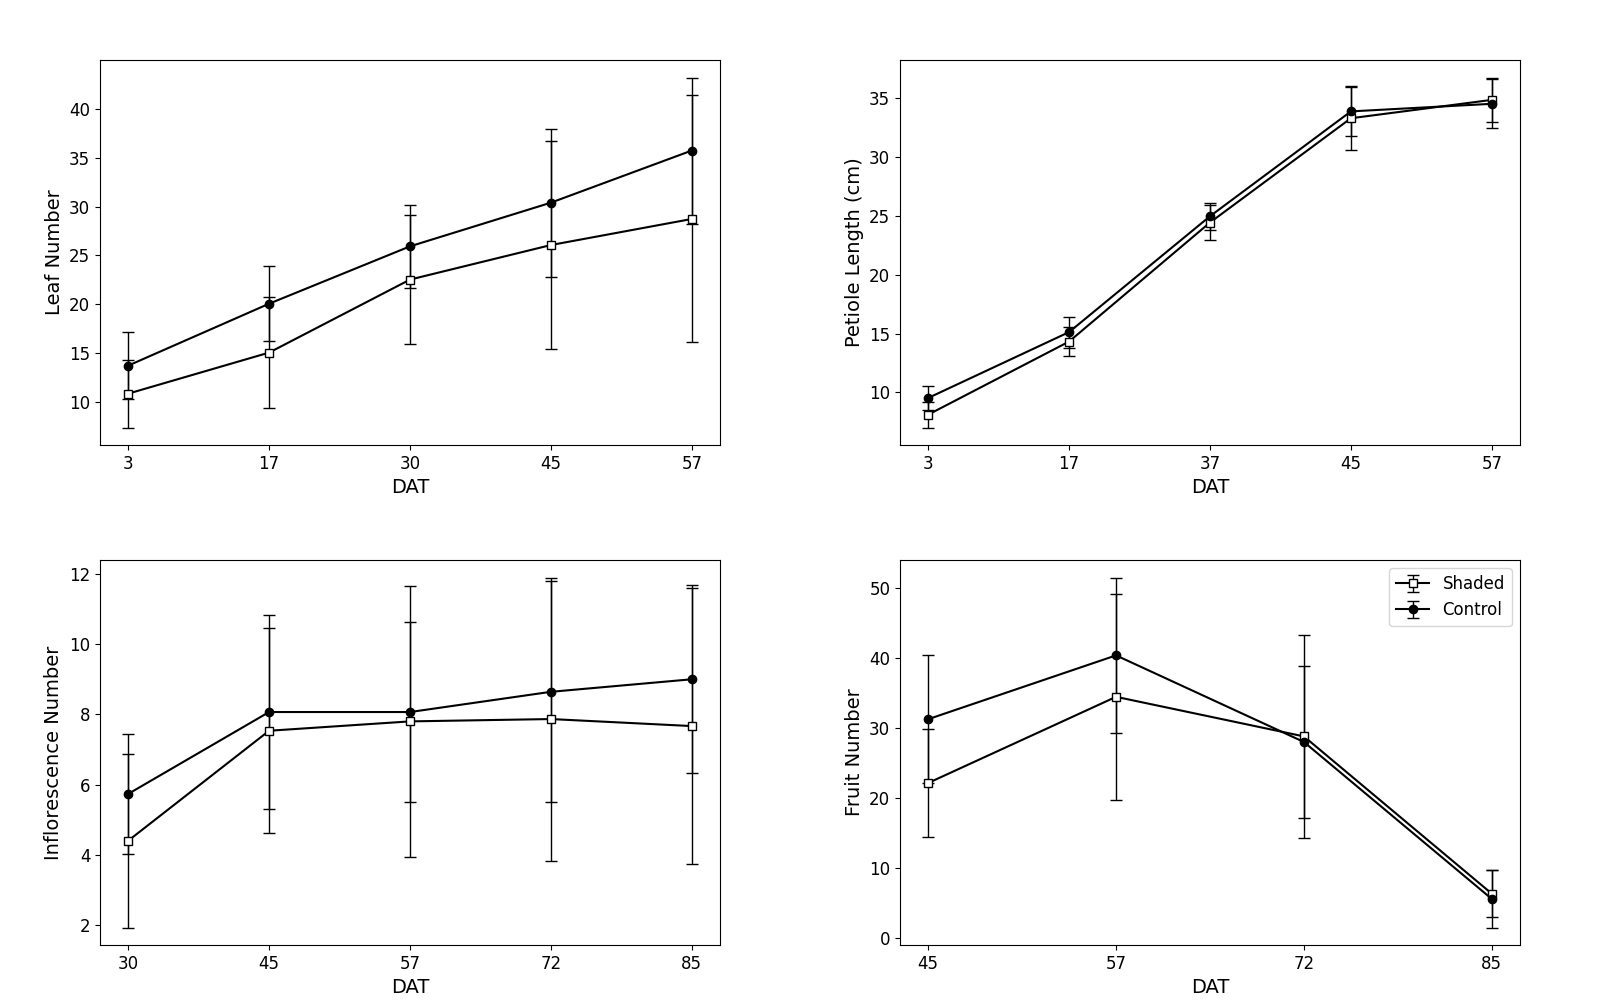 Leaf Number
40
35
30
25
20
15
10
3 17 30 45 57
DAT
Petiole Length (cm)
35
30
25
20
15
10
3 17 37 45 57
DAT
Inflorescence Number
12
10
8
6
4
2
30 45 57 72 85
DAT
Fruit Number
50
40
30
20
10
0
Shaded
Control
45 57 72 85
DAT